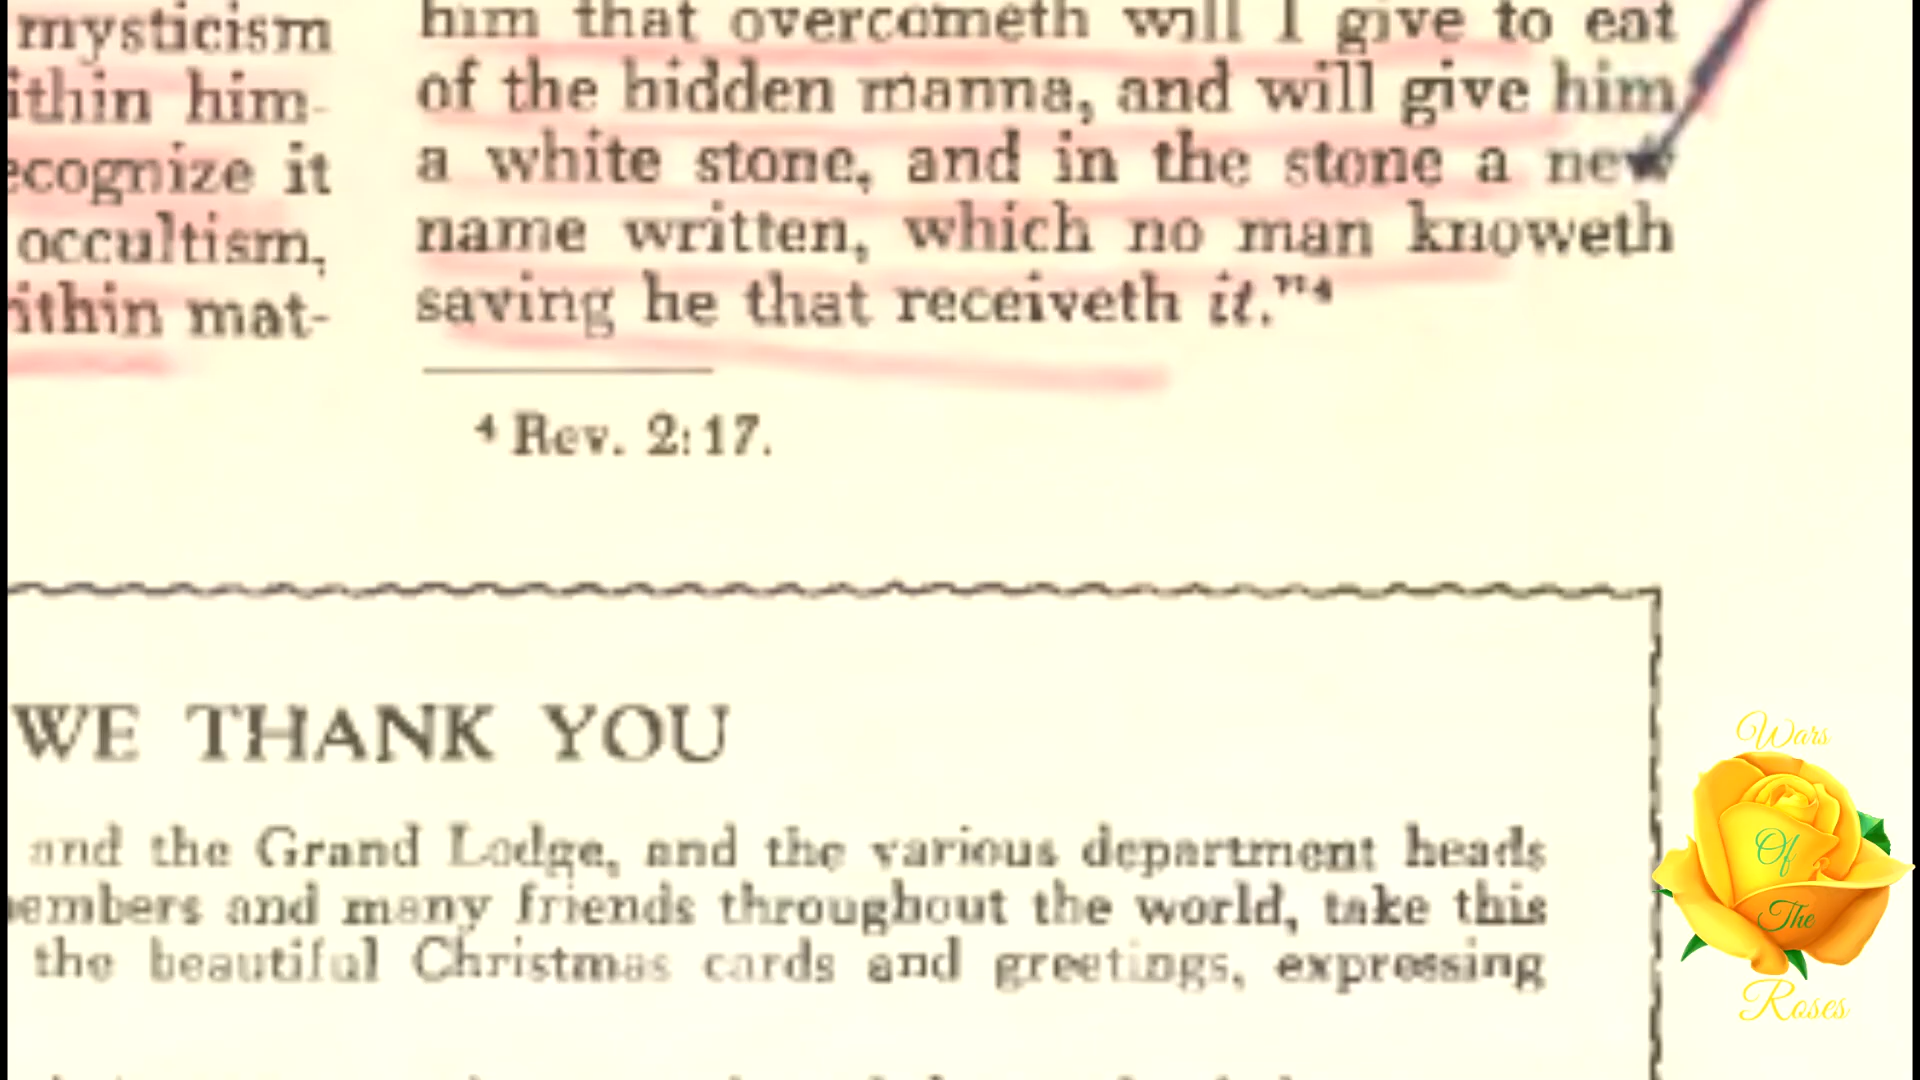 mysticism
ithin him-
ecognize it
occultism,
ithin mat-
him that overcometh will I give to eat
of the hidden manna, and will give him
a white stone, and in the stone a new
name written, which no man knoweth
saving he that receiveth it."⁴
⁴ Rev. 2:17.
WE THANK YOU
and the Grand Lodge, and the various department heads
embers and many friends throughout the world, take this
the beautiful Christmas cards and greetings, expressing
Wars
Of
The
Roses